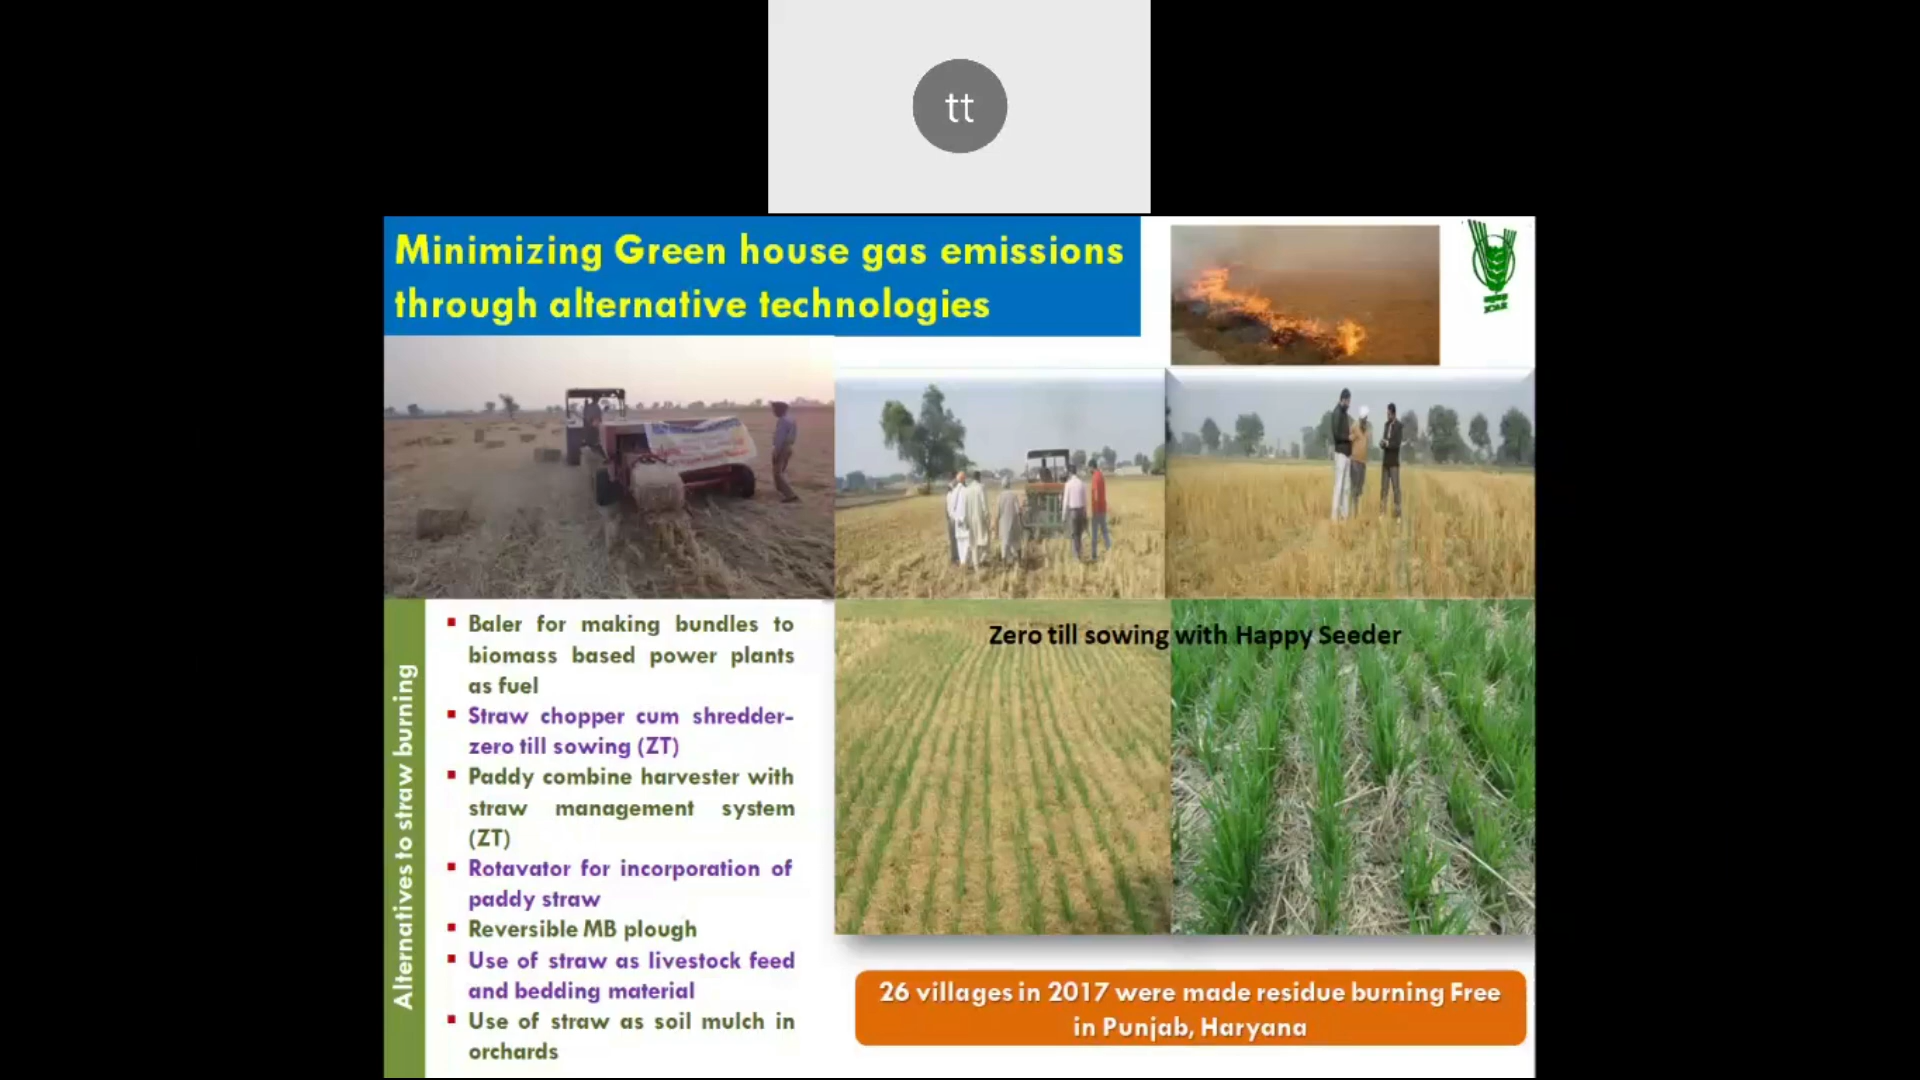 tt
Minimizing Green house gas emissions
through alternative technologies
ICAR
Alternatives to straw burning
▪ Baler for making bundles to
biomass based power plants
as fuel
▪ Straw chopper cum shredder-
zero till sowing (ZT)
▪ Paddy combine harvester with
straw management system
(ZT)
▪ Rotavator for incorporation of
paddy straw
▪ Reversible MB plough
▪ Use of straw as livestock feed
and bedding material
▪ Use of straw as soil mulch in
orchards
Zero till sowing with Happy Seeder
26 villages in 2017 were made residue burning Free
in Punjab, Haryana